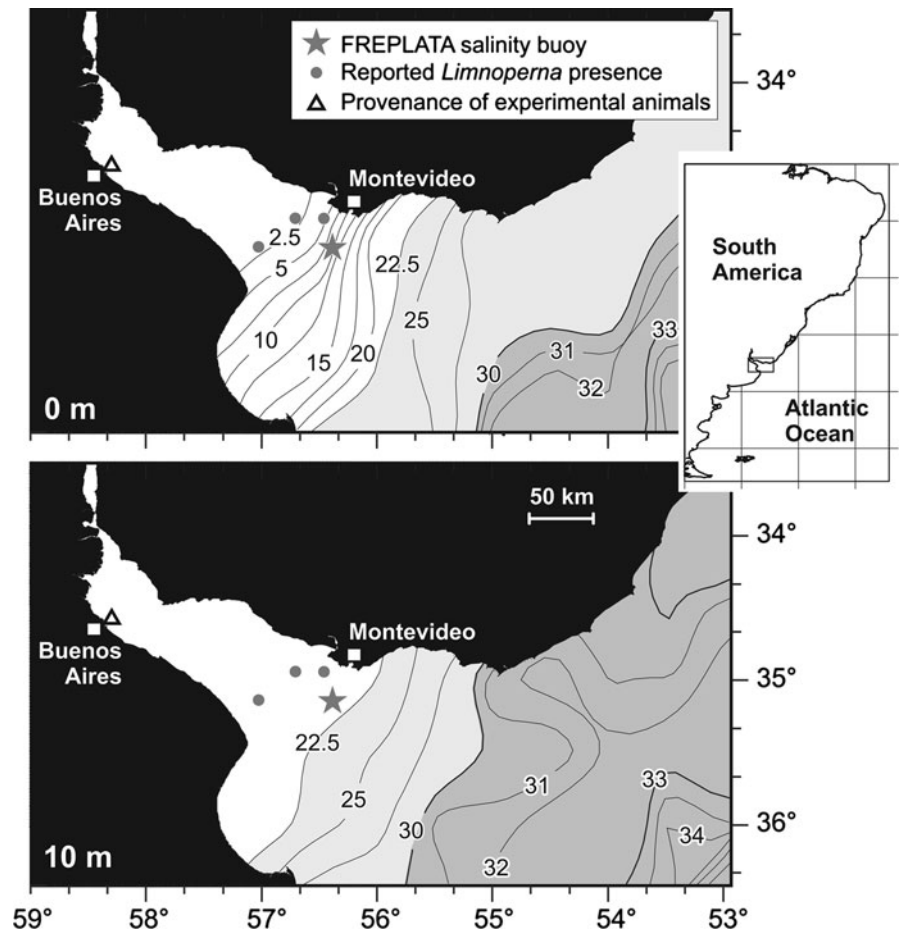 FREPLATA salinity buoy
Reported Limnoperna presence
Provenance of experimental animals
34°
Buenos
Aires
Montevideo
2.5
5
10
15
20
22.5
25
30
31
32
33
0 m
South
America
Atlantic
Ocean
50 km
34°
Buenos
Aires
Montevideo
35°
22.5
25
30
31
32
33
34
36°
10 m
59° 58° 57° 56° 55° 54° 53°